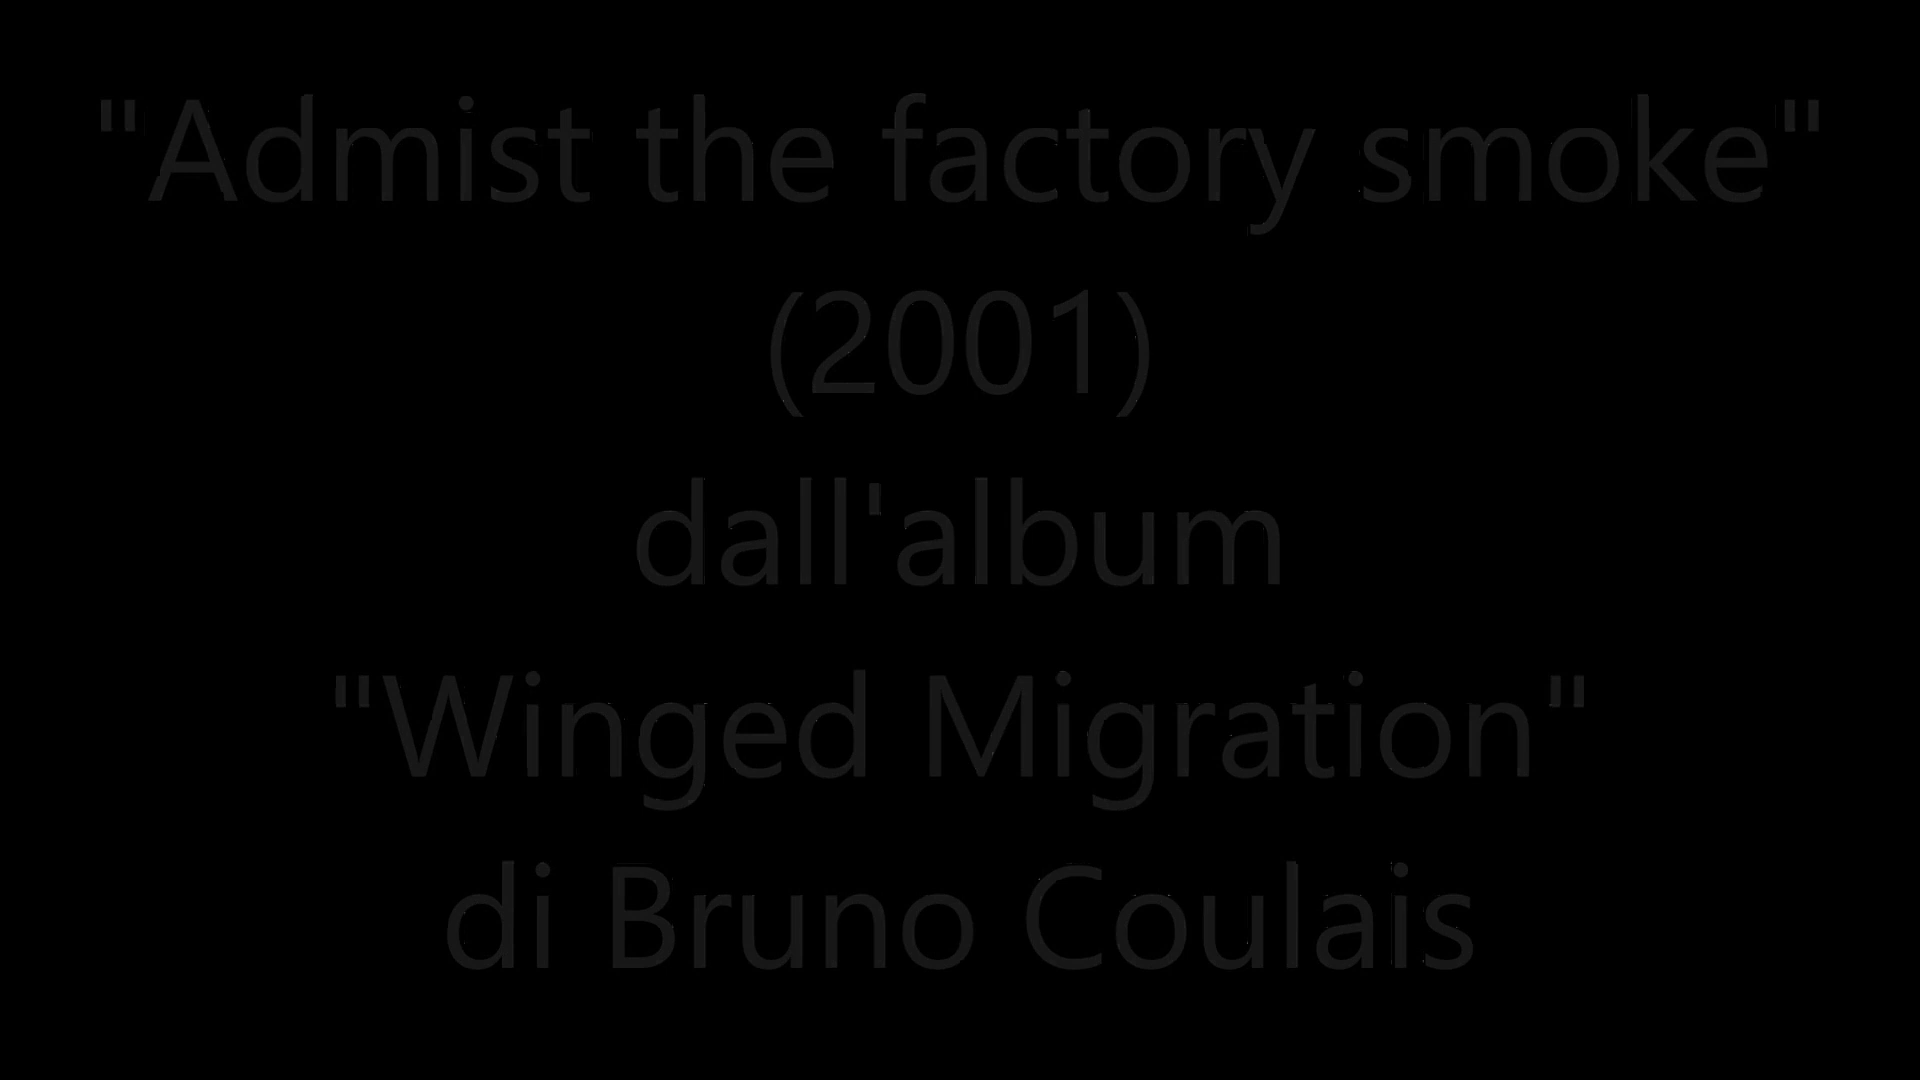 "Admist the factory smoke"
(2001)
dall'album
"Winged Migration"
di Bruno Coulais